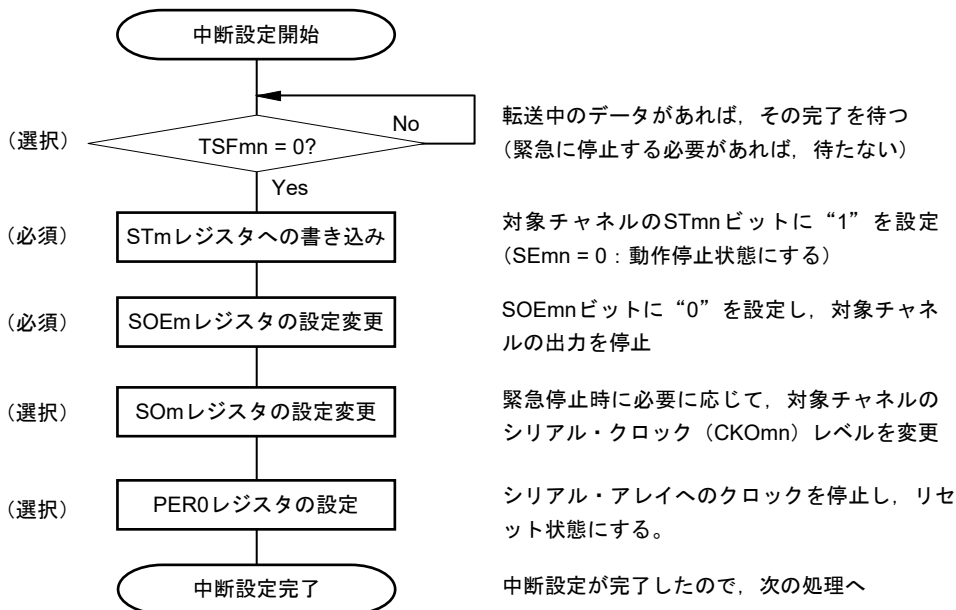 中断設定開始
（選択）
TSFmn = 0?
No
Yes
転送中のデータがあれば，その完了を待つ
（緊急に停止する必要があれば，待たない）
（必須）
STmレジスタへの書き込み
対象チャネルのSTmnビットに“1”を設定
（SEmn = 0：動作停止状態にする）
（必須）
SOEmレジスタの設定変更
SOEmnビットに“0”を設定し，対象チャネ
ルの出力を停止
（選択）
SOmレジスタの設定変更
緊急停止時に必要に応じて，対象チャネルの
シリアル・クロック（CKOmn）レベルを変更
（選択）
PER0レジスタの設定
シリアル・アレイへのクロックを停止し，リセ
ット状態にする。
中断設定完了
中断設定が完了したので，次の処理へ